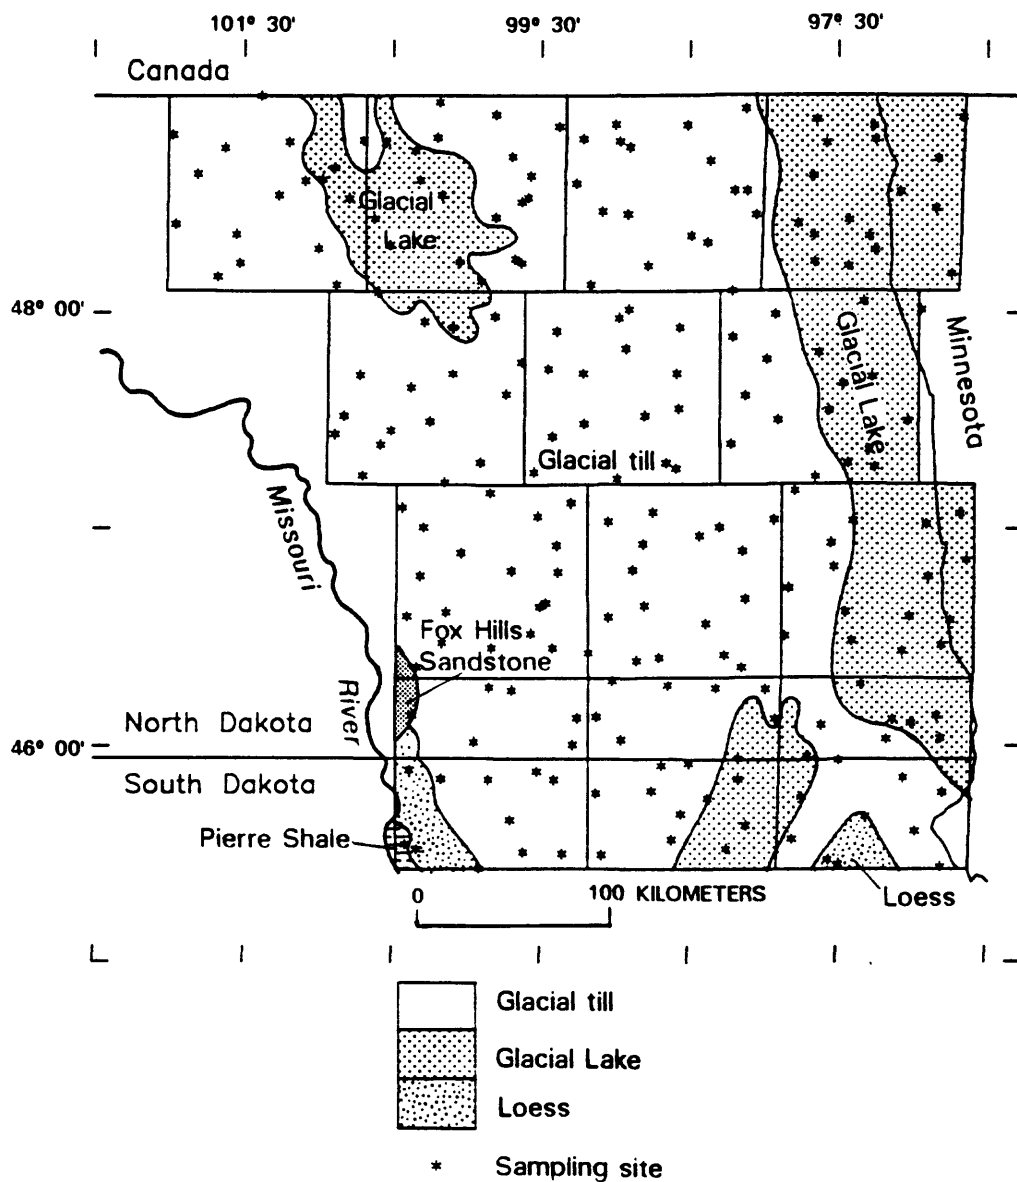 101° 30'
99° 30'
97° 30'
Canada
Glacial
Lake
48° 00'
Glacial Lake
Minnesota
Glacial till
Missouri
River
Fox Hills
Sandstone
North Dakota
46° 00'
South Dakota
Pierre Shale
Loess
0
100 KILOMETERS
Glacial till
Glacial Lake
Loess
* Sampling site